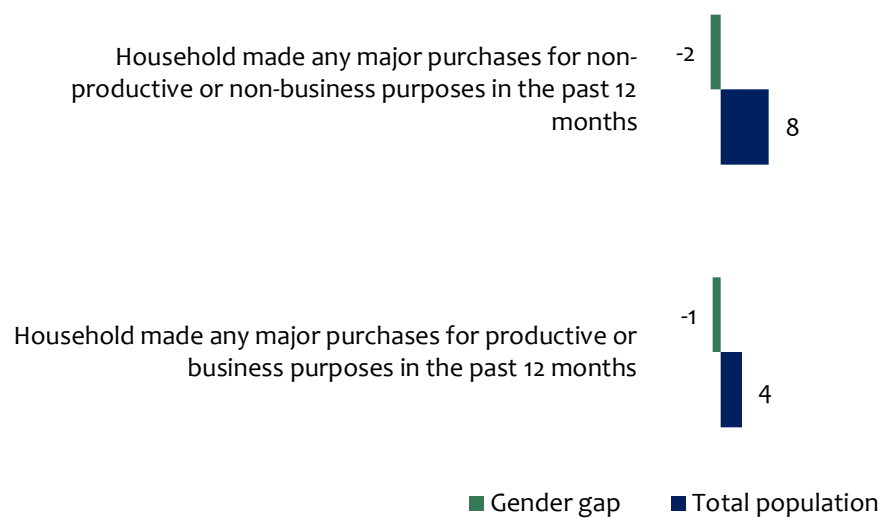 -2
Household made any major purchases for non-
productive or non-business purposes in the past 12
months
8
-1
Household made any major purchases for productive or
business purposes in the past 12 months
4
Gender gap
Total population